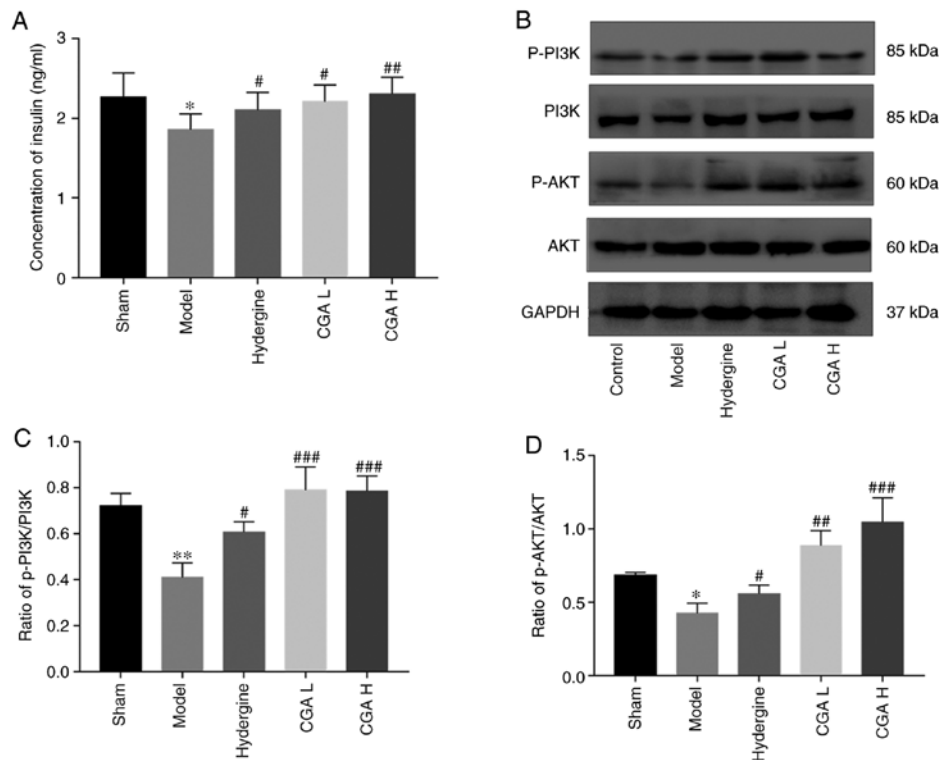 A
Concentration of insulin (ng/ml)
3
2
1
0
*
#
#
##
Sham
Model
Hydergine
CGA L
CGA H
B
P-PI3K
85 kDa
PI3K
85 kDa
P-AKT
60 kDa
AKT
60 kDa
GAPDH
37 kDa
Control
Model
Hydergine
CGA L
CGA H
C
Ratio of p-PI3K/PI3K
1.0
0.8
0.6
0.4
0.2
0.0
**
#
###
###
Sham
Model
Hydergine
CGA L
CGA H
D
Ratio of p-AKT/AKT
1.5
1.0
0.5
0.0
*
#
##
###
Sham
Model
Hydergine
CGA L
CGA H